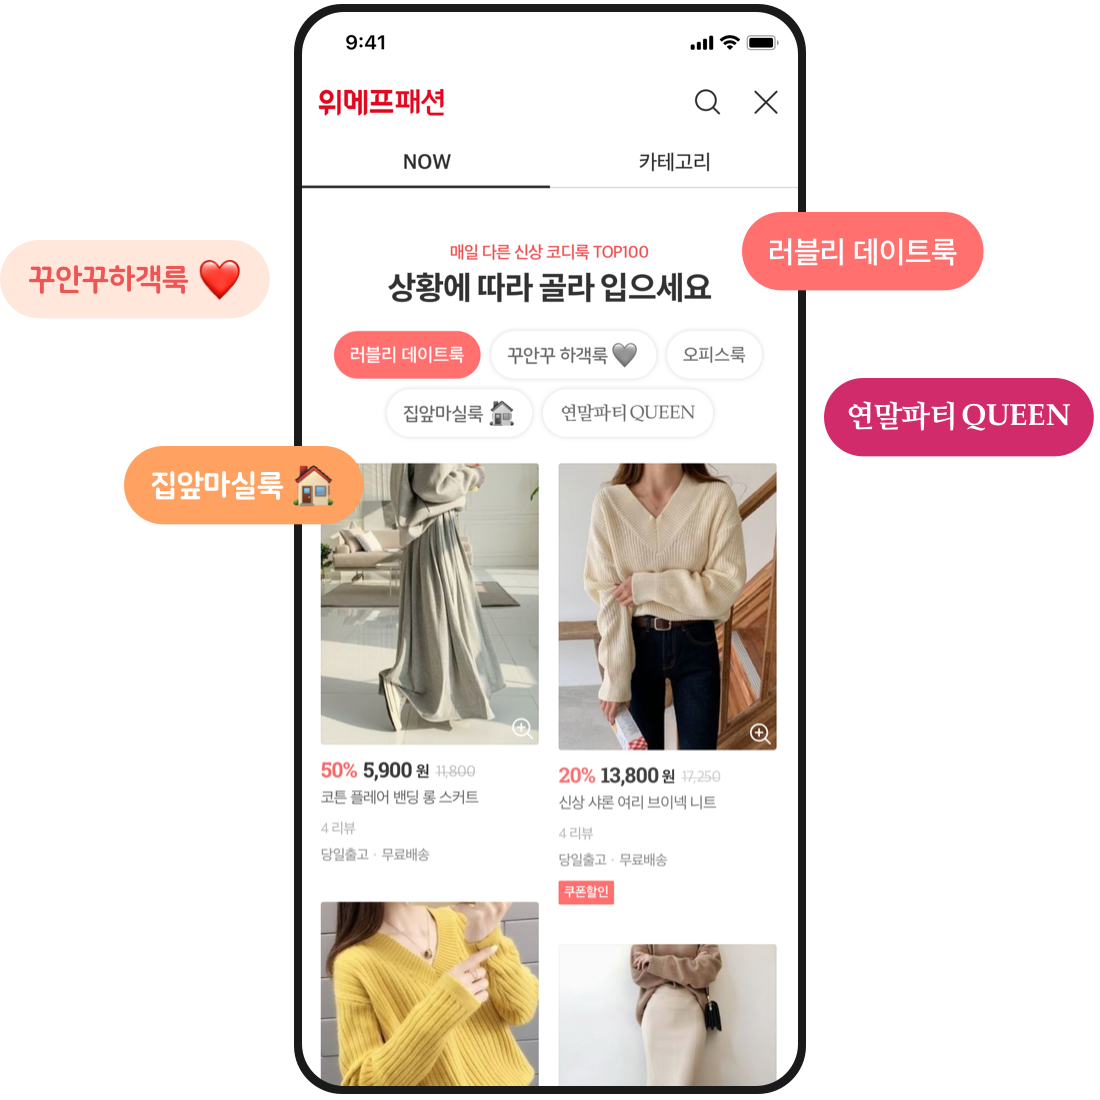 9:41
위메프패션
NOW
카테고리
매일 다른 신상 코디룩 TOP100
상황에 따라 골라 입으세요
러블리 데이트룩
꾸안꾸 하객룩
오피스룩
집앞마실룩
연말파티 QUEEN
꾸안꾸하객룩
러블리 데이트룩
연말파티 QUEEN
집앞마실룩
50% 5,900 원 11,800
코튼 플레어 밴딩 롱 스커트
4 리뷰
당일출고 · 무료배송
20% 13,800 원 17,250
신상 샤론 여리 브이넥 니트
4 리뷰
당일출고 · 무료배송
쿠폰할인